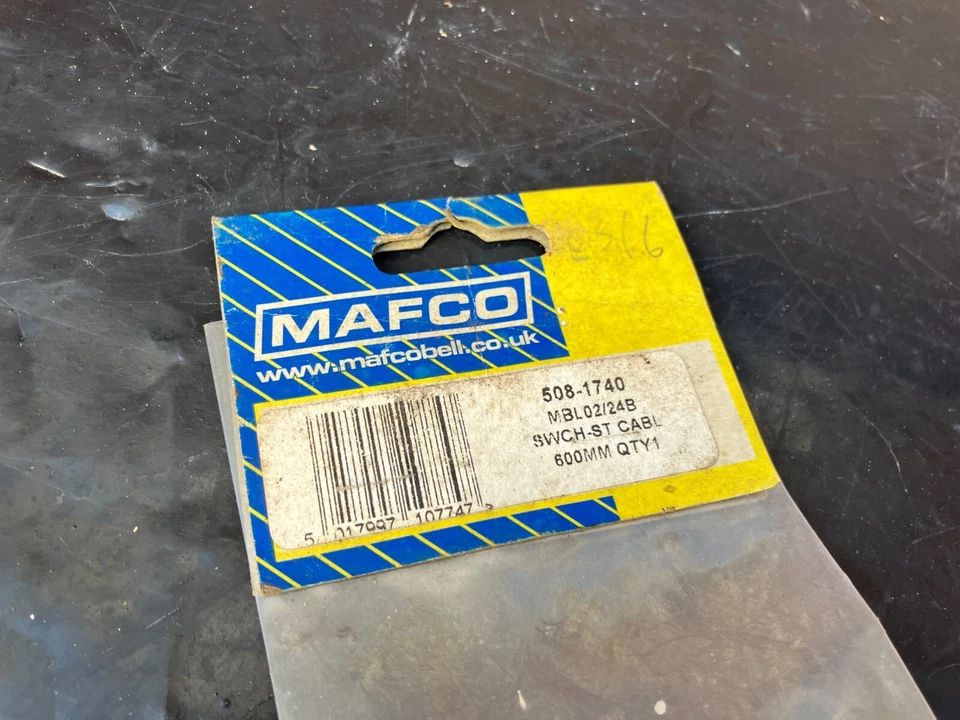 MAFCO
www.mafcobell.co.uk
508-1740
MBL02/24B
SWCH-ST CABL
600MM QTY1
5 017997 107747 >